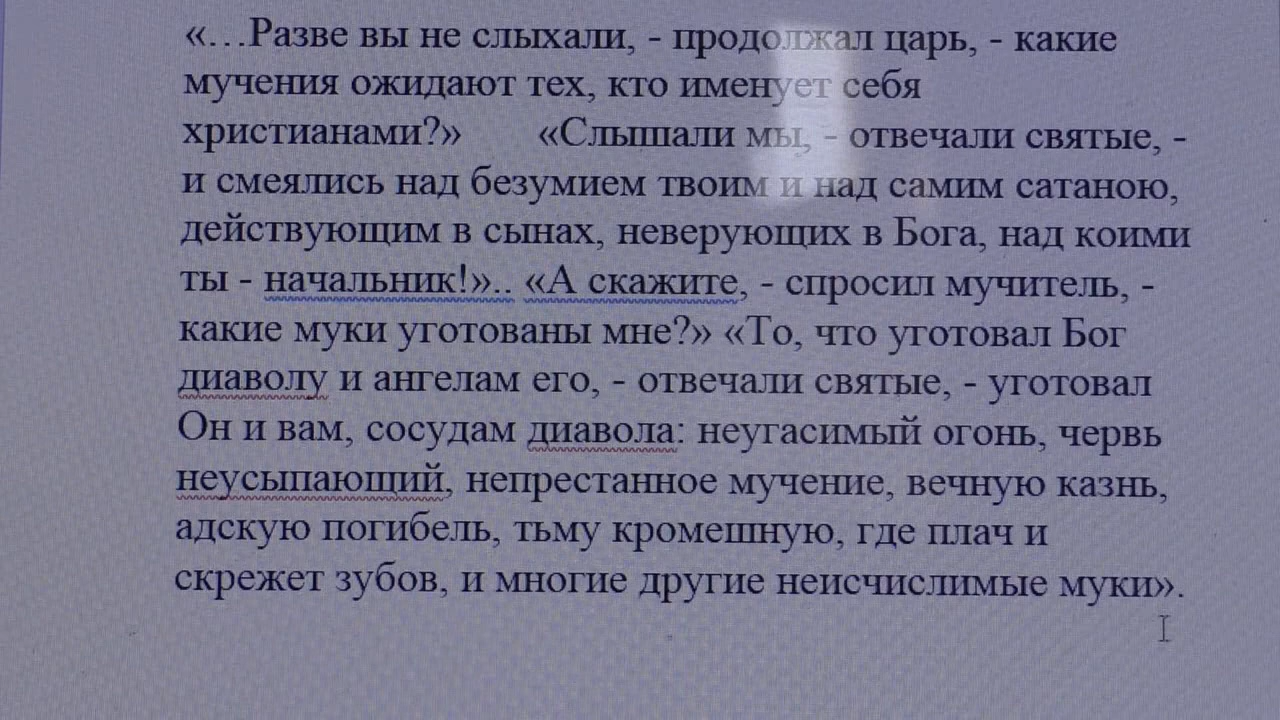 «…Разве вы не слыхали, - продолжал царь, - какие
мучения ожидают тех, кто именует себя
христианами?» «Слышали мы, - отвечали святые, -
и смеялись над безумием твоим и над самим сатаною,
действующим в сынах, неверующих в Бога, над коими
ты - начальник!».. «А скажите, - спросил мучитель, -
какие муки уготованы мне?» «То, что уготовал Бог
диаволу и ангелам его, - отвечали святые, - уготовал
Он и вам, сосудам диавола: неугасимый огонь, червь
неусыпающий, непрестанное мучение, вечную казнь,
адскую погибель, тьму кромешную, где плач и
скрежет зубов, и многие другие неисчислимые муки».